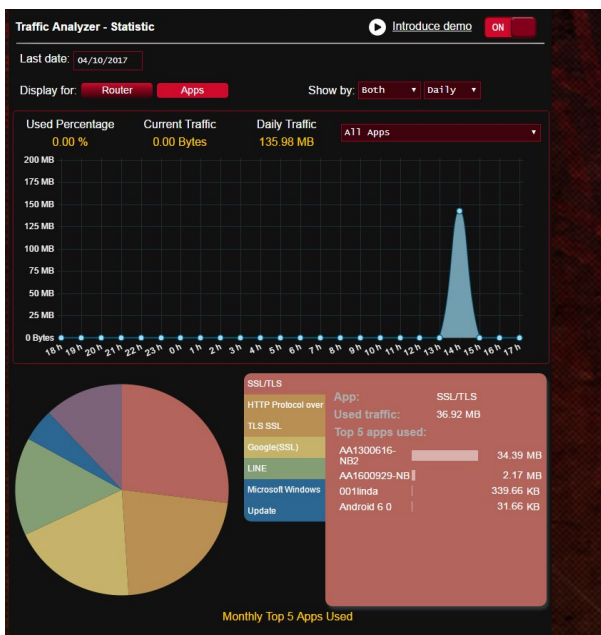 Traffic Analyzer - Statistic Introduce demo ON
Last date: 04/10/2017
Display for: Router Apps Show by: Both Daily
Used Percentage Current Traffic Daily Traffic
0.00 % 0.00 Bytes 135.98 MB
All Apps
200 MB
175 MB
150 MB
125 MB
100 MB
75 MB
50 MB
25 MB
0 Bytes
18 h 19 h 20 h 21 h 22 h 23 h 0 h 1 h 2 h 3 h 4 h 5 h 6 h 7 h 8 h 9 h 10 h 11 h 12 h 13 h 14 h 15 h 16 h 17 h
SSL/TLS
HTTP Protocol over
TLS SSL
Google(SSL)
LINE
Microsoft Windows
Update
App: SSL/TLS
Used traffic: 36.92 MB
Top 5 apps used:
AA1300616-
NB2 34.39 MB
AA1600929-NB 2.17 MB
001linda 339.66 KB
Android 6 0 31.66 KB
Monthly Top 5 Apps Used